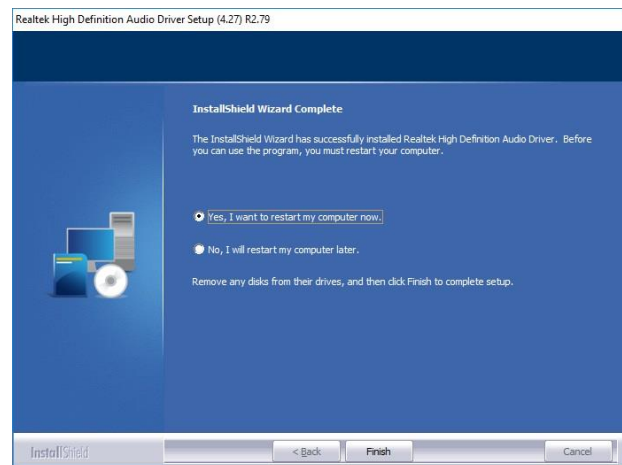 Realtek High Definition Audio Driver Setup (4.27) R2.79
InstallShield Wizard Complete
The InstallShield Wizard has successfully installed Realtek High Definition Audio Driver. Before
you can use the program, you must restart your computer.
Yes, I want to restart my computer now.
No, I will restart my computer later.
Remove any disks from their drives, and then click Finish to complete setup.
InstallShield
< Back
Finish
Cancel